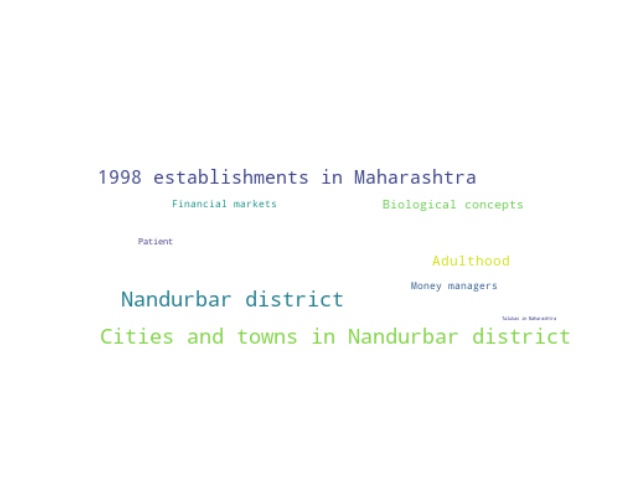 1998 establishments in Maharashtra
Financial markets
Biological concepts
Patient
Adulthood
Money managers
Nandurbar district
Talukas in Maharashtra
Cities and towns in Nandurbar district